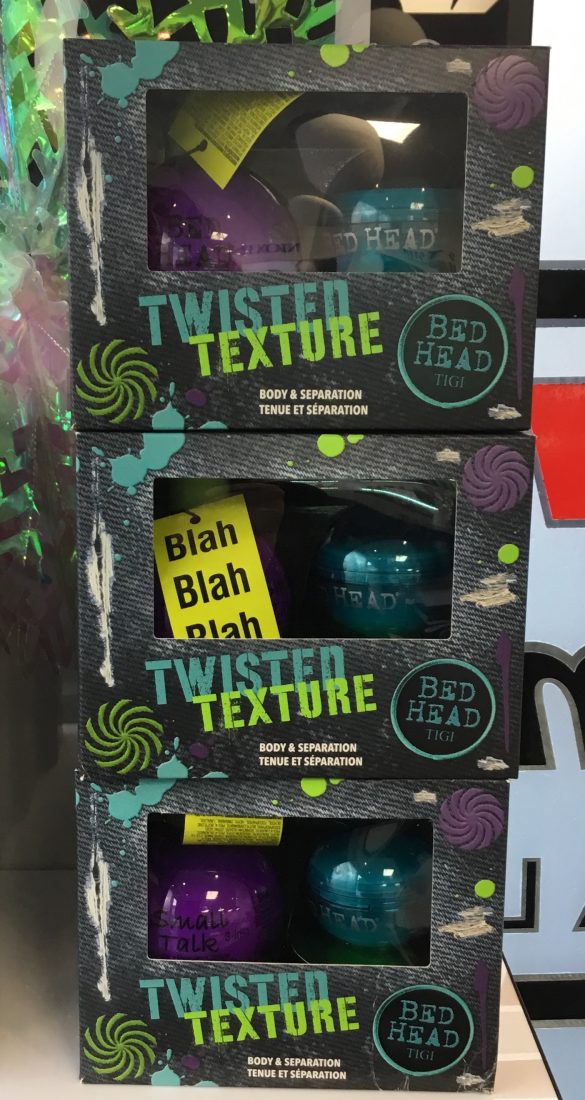 BED HEAD
TWISTED
TEXTURE
BED
HEAD
TIGI
BODY & SEPARATION
TENUE ET SÉPARATION
Blah
Blah
Blah
HEAD
TWISTED
TEXTURE
BED
HEAD
TIGI
BODY & SEPARATION
TENUE ET SÉPARATION
Small
Talk
HEAD
TWISTED
TEXTURE
BED
HEAD
TIGI
BODY & SEPARATION
TENUE ET SÉPARATION